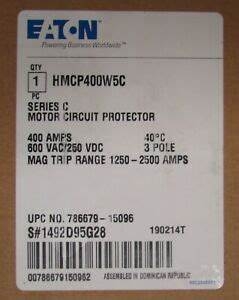 EATON
Powering Business Worldwide
QTY
1
PC
HMCP400W5C
SERIES C
MOTOR CIRCUIT PROTECTOR
400 AMPS 40°C
600 VAC/250 VDC 3 POLE
MAG TRIP RANGE 1250-2500 AMPS
UPC NO. 786679-15096
S#1492D95G28 190214T
00786679150962 ASSEMBLED IN DOMINICAN REPUBLIC